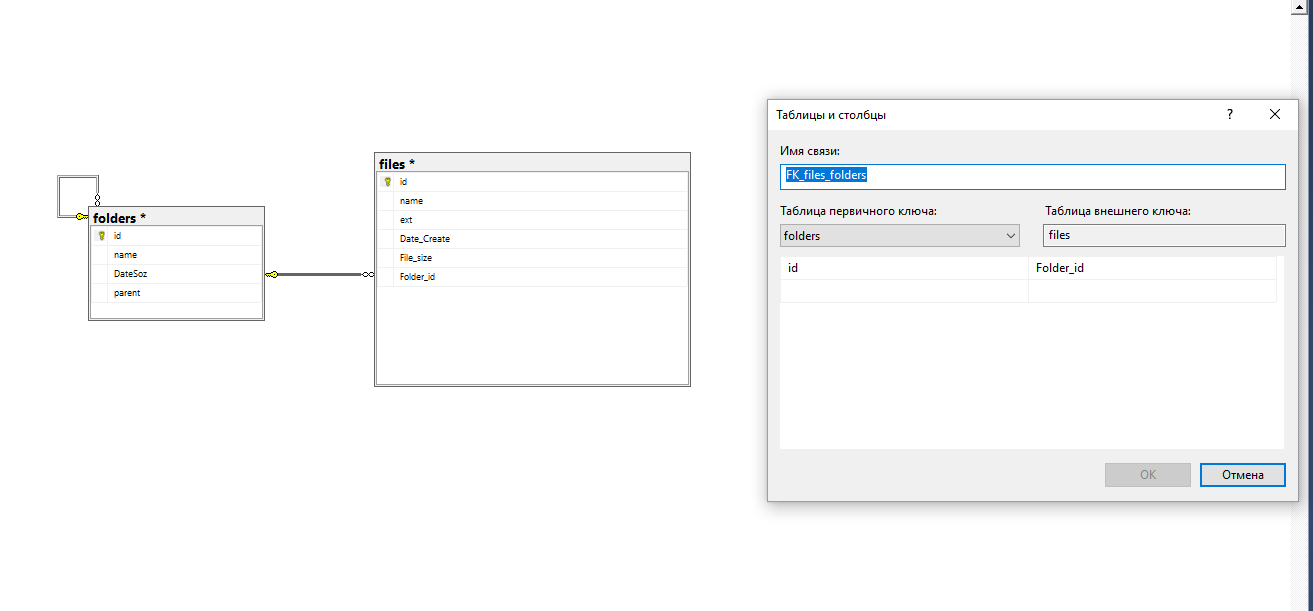 folders *
id
name
DateSoz
parent
files *
id
name
ext
Date_Create
File_size
Folder_id
Таблицы и столбцы
?
Имя связи:
FK_files_folders
Таблица первичного ключа: Таблица внешнего ключа:
folders files
id Folder_id
OK Отмена